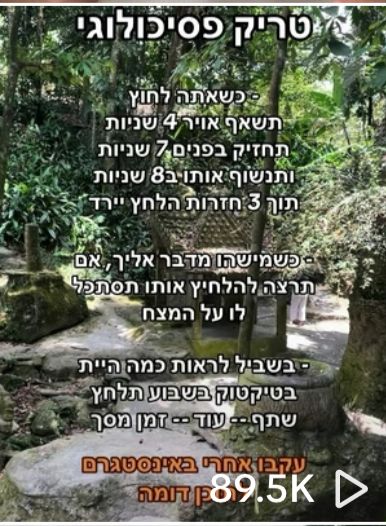 טריק פסיכולוגי
- כשאתה לחוץ
תשאף אויר 4 שניות
תחזיק בפנים 7 שניות
ותנשוף אותו ב8 שניות
תוך 3 חזרות הלחץ יירד
- כשמישהו מדבר אליך, אם
תרצה להלחיץ אותו תסתכל
לו על המצח
- בשביל לראות כמה היית
בטיקטוק בשבוע תלחץ
שתף -- עוד -- זמן מסך
עקבו אחרי באינסטגרם
דומה
89.5K